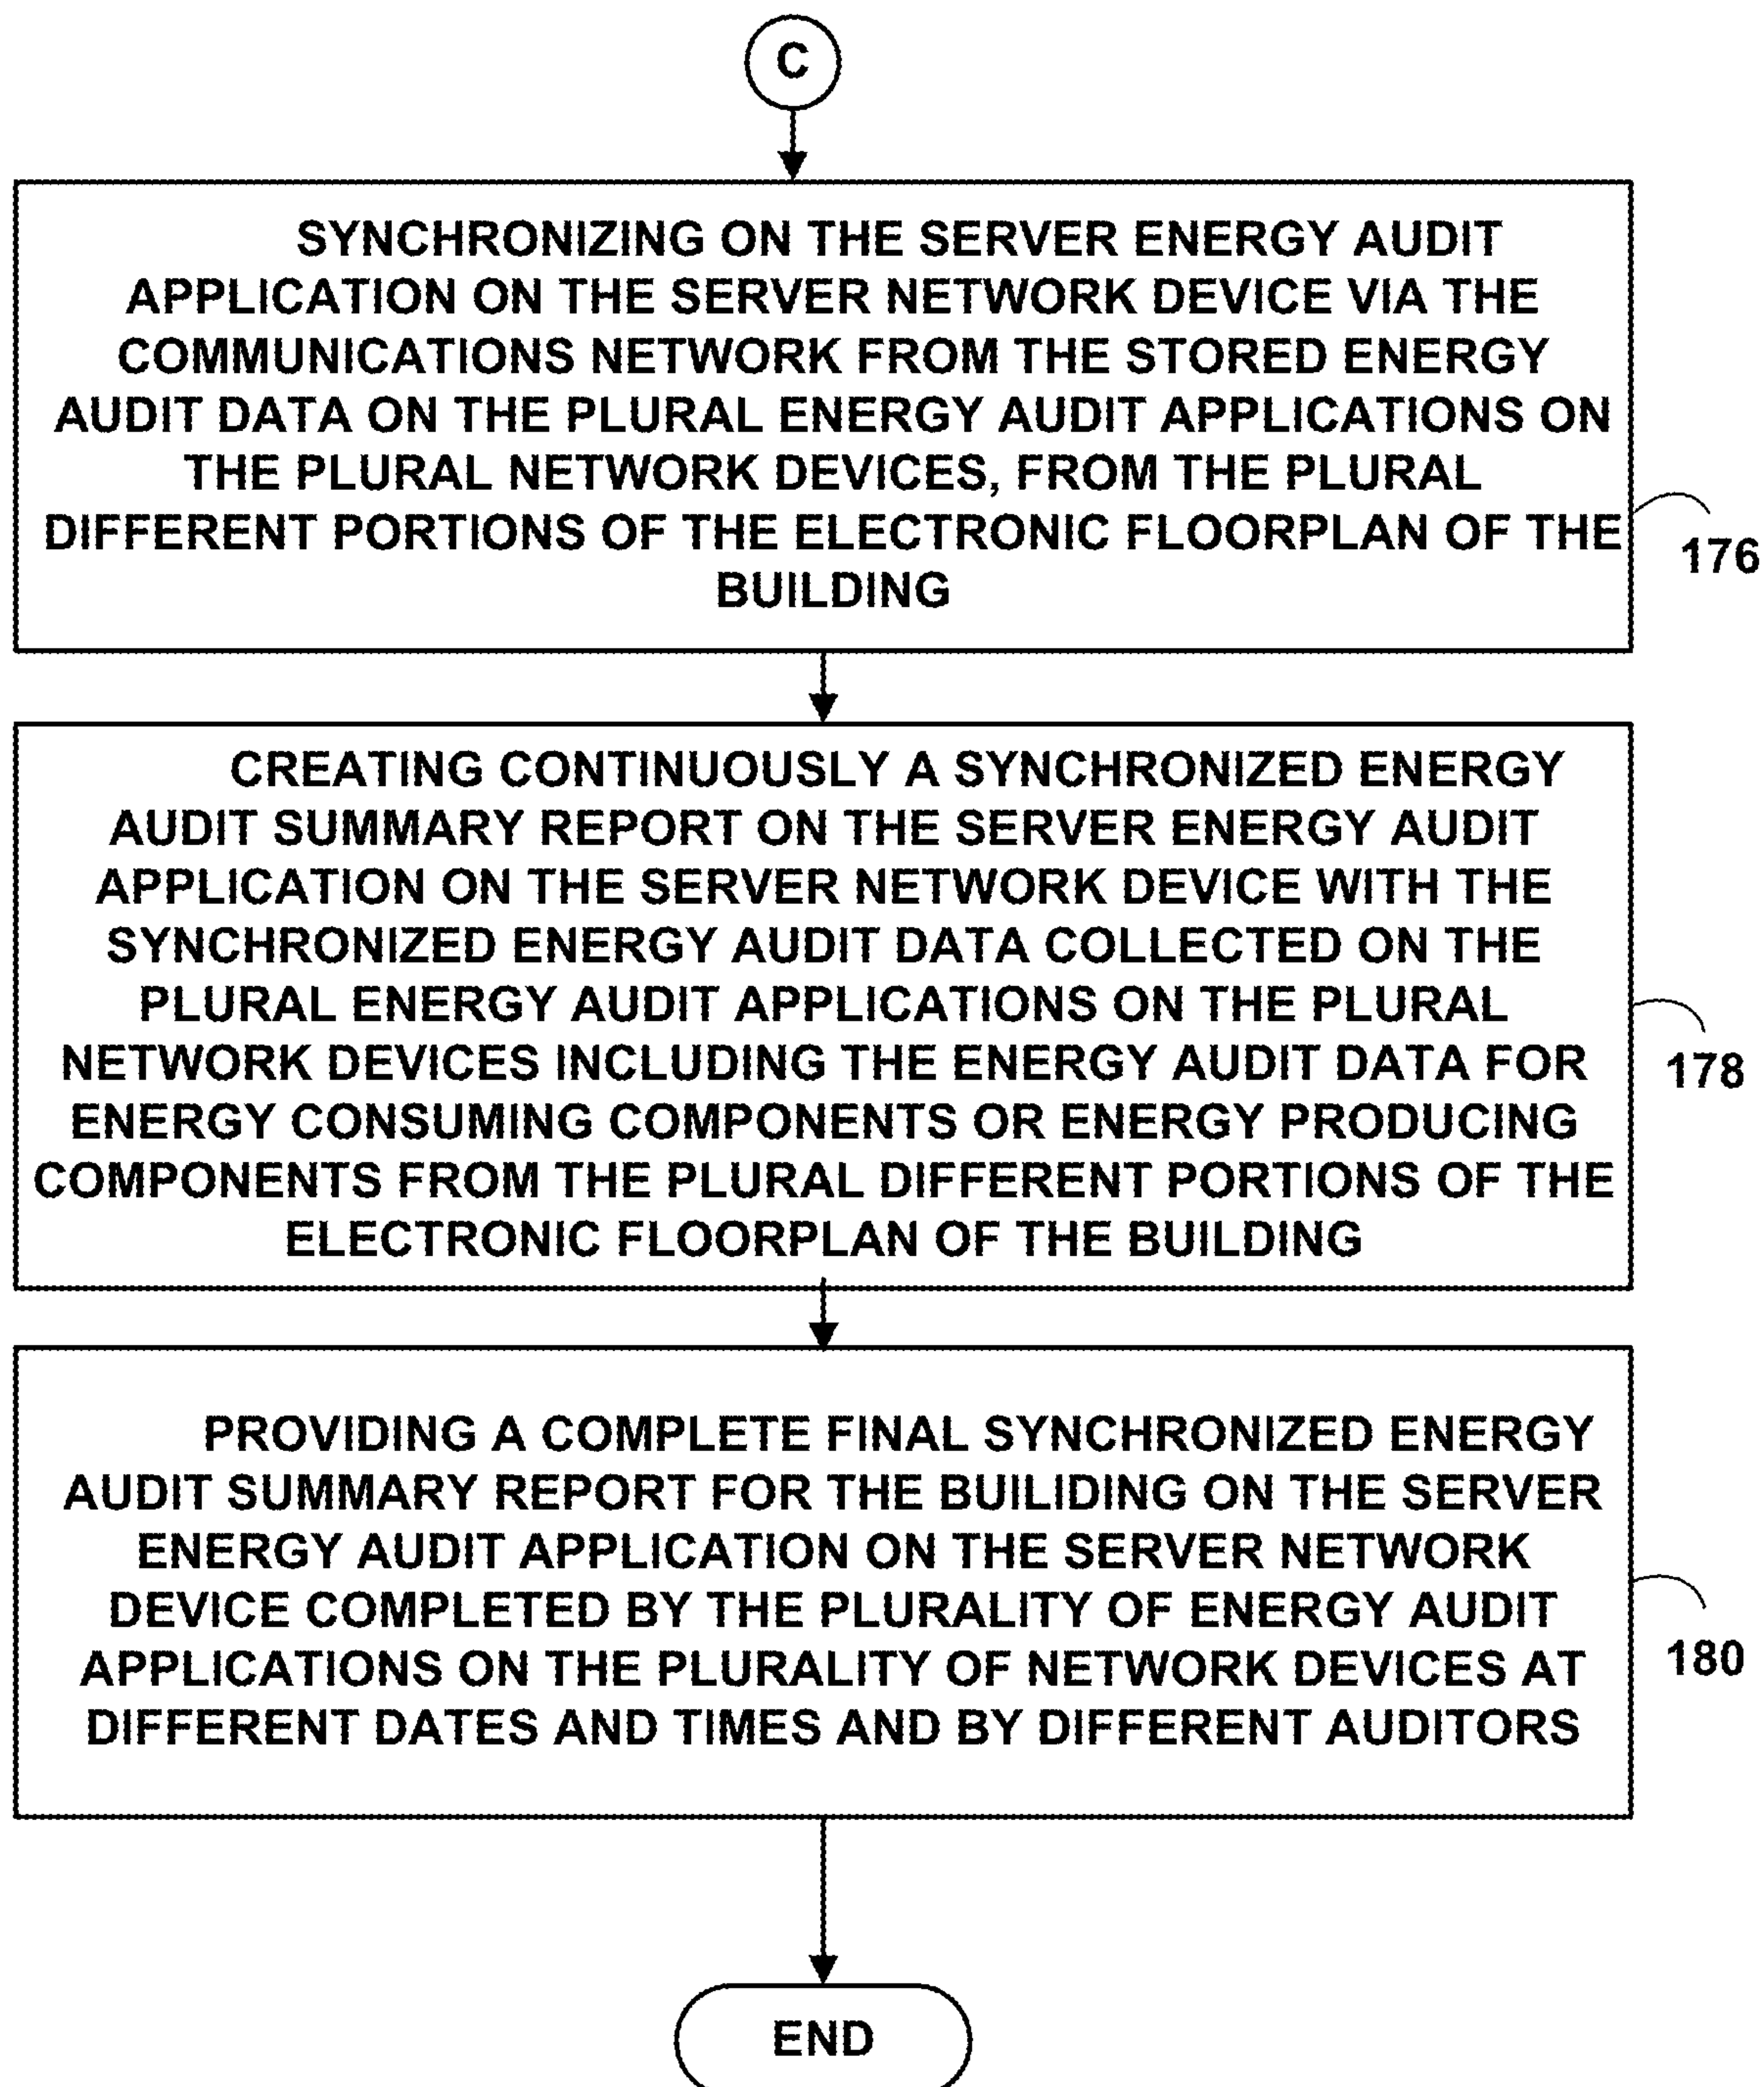 C
SYNCHRONIZING ON THE SERVER ENERGY AUDIT
APPLICATION ON THE SERVER NETWORK DEVICE VIA THE
COMMUNICATIONS NETWORK FROM THE STORED ENERGY
AUDIT DATA ON THE PLURAL ENERGY AUDIT APPLICATIONS ON
THE PLURAL NETWORK DEVICES, FROM THE PLURAL
DIFFERENT PORTIONS OF THE ELECTRONIC FLOORPLAN OF THE
BUILDING
176
CREATING CONTINUOUSLY A SYNCHRONIZED ENERGY
AUDIT SUMMARY REPORT ON THE SERVER ENERGY AUDIT
APPLICATION ON THE SERVER NETWORK DEVICE WITH THE
SYNCHRONIZED ENERGY AUDIT DATA COLLECTED ON THE
PLURAL ENERGY AUDIT APPLICATIONS ON THE PLURAL
NETWORK DEVICES INCLUDING THE ENERGY AUDIT DATA FOR
ENERGY CONSUMING COMPONENTS OR ENERGY PRODUCING
COMPONENTS FROM THE PLURAL DIFFERENT PORTIONS OF THE
ELECTRONIC FLOORPLAN OF THE BUILDING
178
PROVIDING A COMPLETE FINAL SYNCHRONIZED ENERGY
AUDIT SUMMARY REPORT FOR THE BUILIDING ON THE SERVER
ENERGY AUDIT APPLICATION ON THE SERVER NETWORK
DEVICE COMPLETED BY THE PLURALITY OF ENERGY AUDIT
APPLICATIONS ON THE PLURALITY OF NETWORK DEVICES AT
DIFFERENT DATES AND TIMES AND BY DIFFERENT AUDITORS
180
END